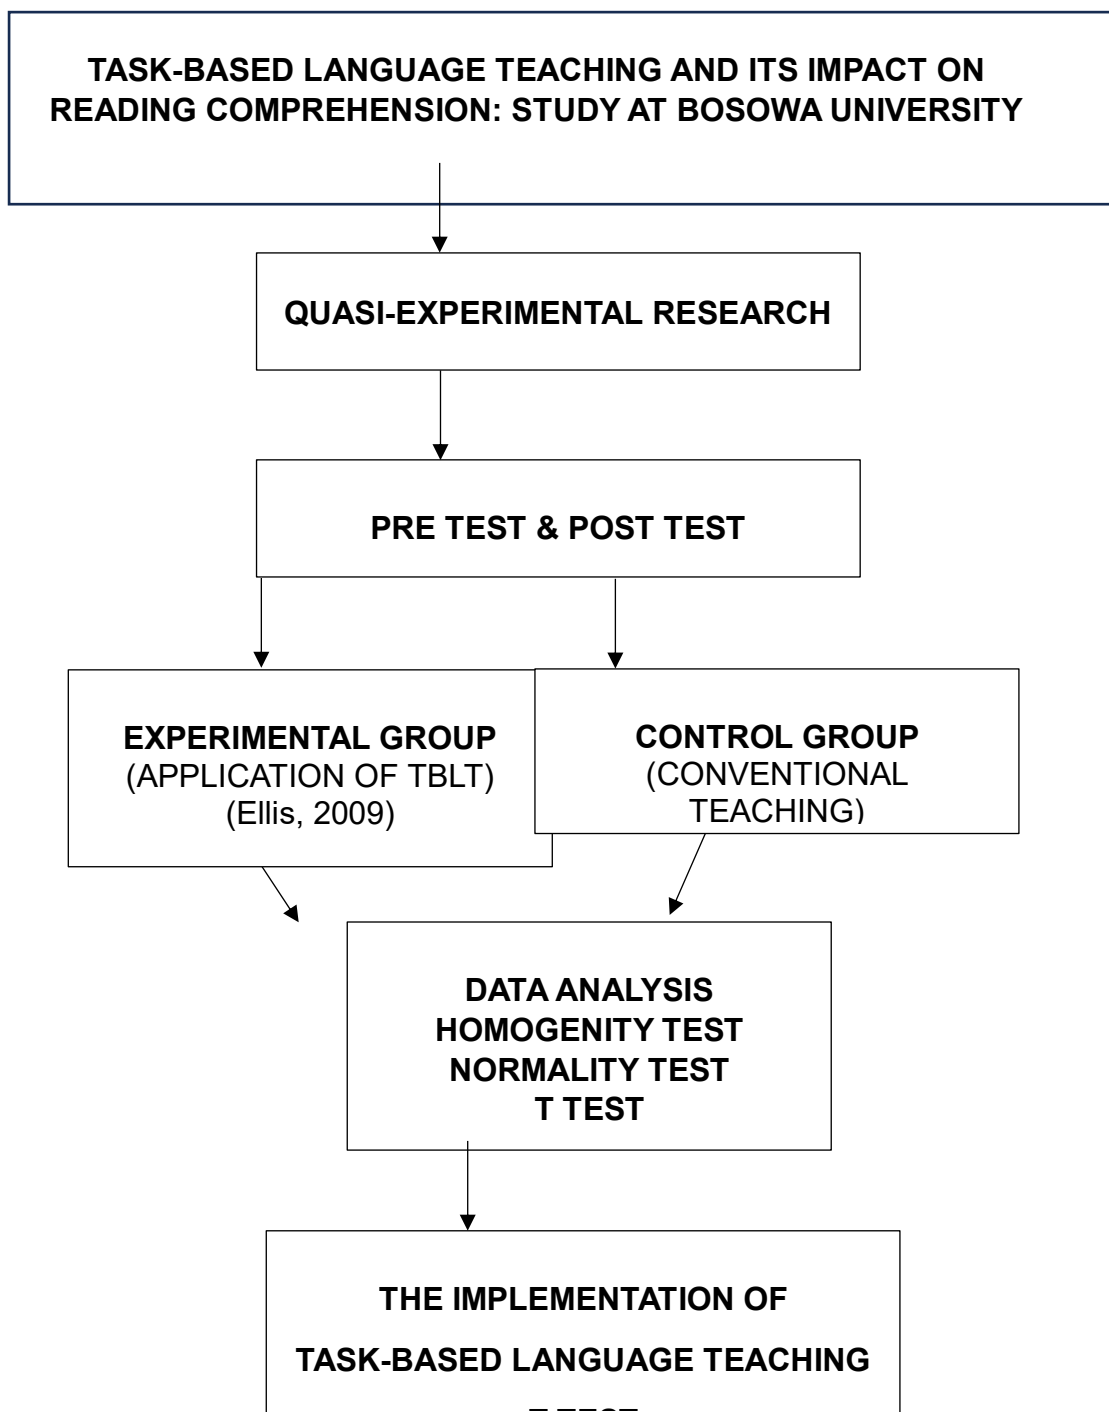 TASK-BASED LANGUAGE TEACHING AND ITS IMPACT ON
READING COMPREHENSION: STUDY AT BOSOWA UNIVERSITY
QUASI-EXPERIMENTAL RESEARCH
PRE TEST & POST TEST
EXPERIMENTAL GROUP
(APPLICATION OF TBLT)
(Ellis, 2009)
CONTROL GROUP
(CONVENTIONAL
TEACHING)
DATA ANALYSIS
HOMOGENITY TEST
NORMALITY TEST
T TEST
THE IMPLEMENTATION OF
TASK-BASED LANGUAGE TEACHING